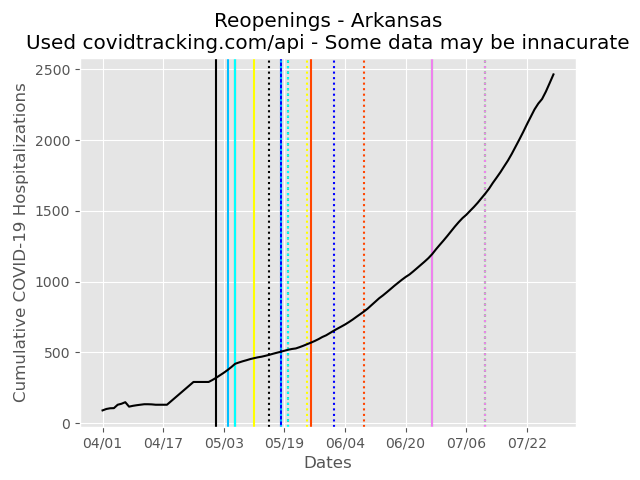 Reopenings - Arkansas
Used covidtracking.com/api - Some data may be innacurate
Cumulative COVID-19 Hospitalizations
2500
2000
1500
1000
500
0
04/01 04/17 05/03 05/19 06/04 06/20 07/06 07/22
Dates